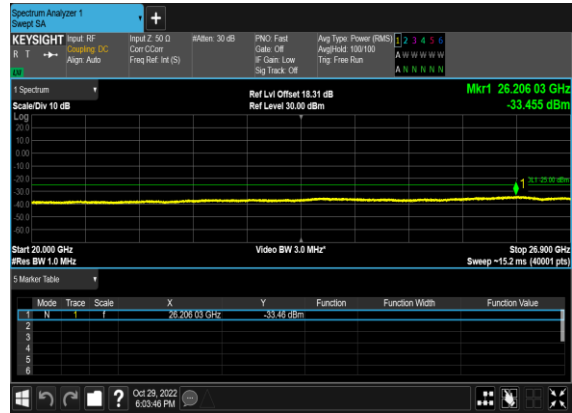 Spectrum Analyzer 1
Swept SA
+
KEYSIGHT Input: RF Input Z: 50 Ω #Atten: 30 dB PNO: Fast Avg Type: Power (RMS) 1 2 3 4 5 6
R T Coupling: DC Corr CCorr Gate: Off Avg|Hold: 100/100 A W W W W W
Align: Auto Freq Ref: Int (S) IF Gain: Low Trig: Free Run
LW Sig Track: Off A N N N N N
1 Spectrum Ref Lvl Offset 18.31 dB Mkr1 26.206 03 GHz
Scale/Div 10 dB Ref Level 30.00 dBm -33.455 dBm
Log
20.0
10.0
0.00
-10.0
-20.0 1 DL1 -25.00 dBm
-30.0
-40.0
-50.0
-60.0
Start 20.000 GHz Video BW 3.0 MHz* Stop 26.900 GHz
#Res BW 1.0 MHz Sweep ~15.2 ms (40001 pts)
5 Marker Table
Mode Trace Scale X Y Function Function Width Function Value
1 N 1 f 26.206 03 GHz -33.46 dBm
2
3
4
5
6
? Oct 29, 2022
6:03:46 PM